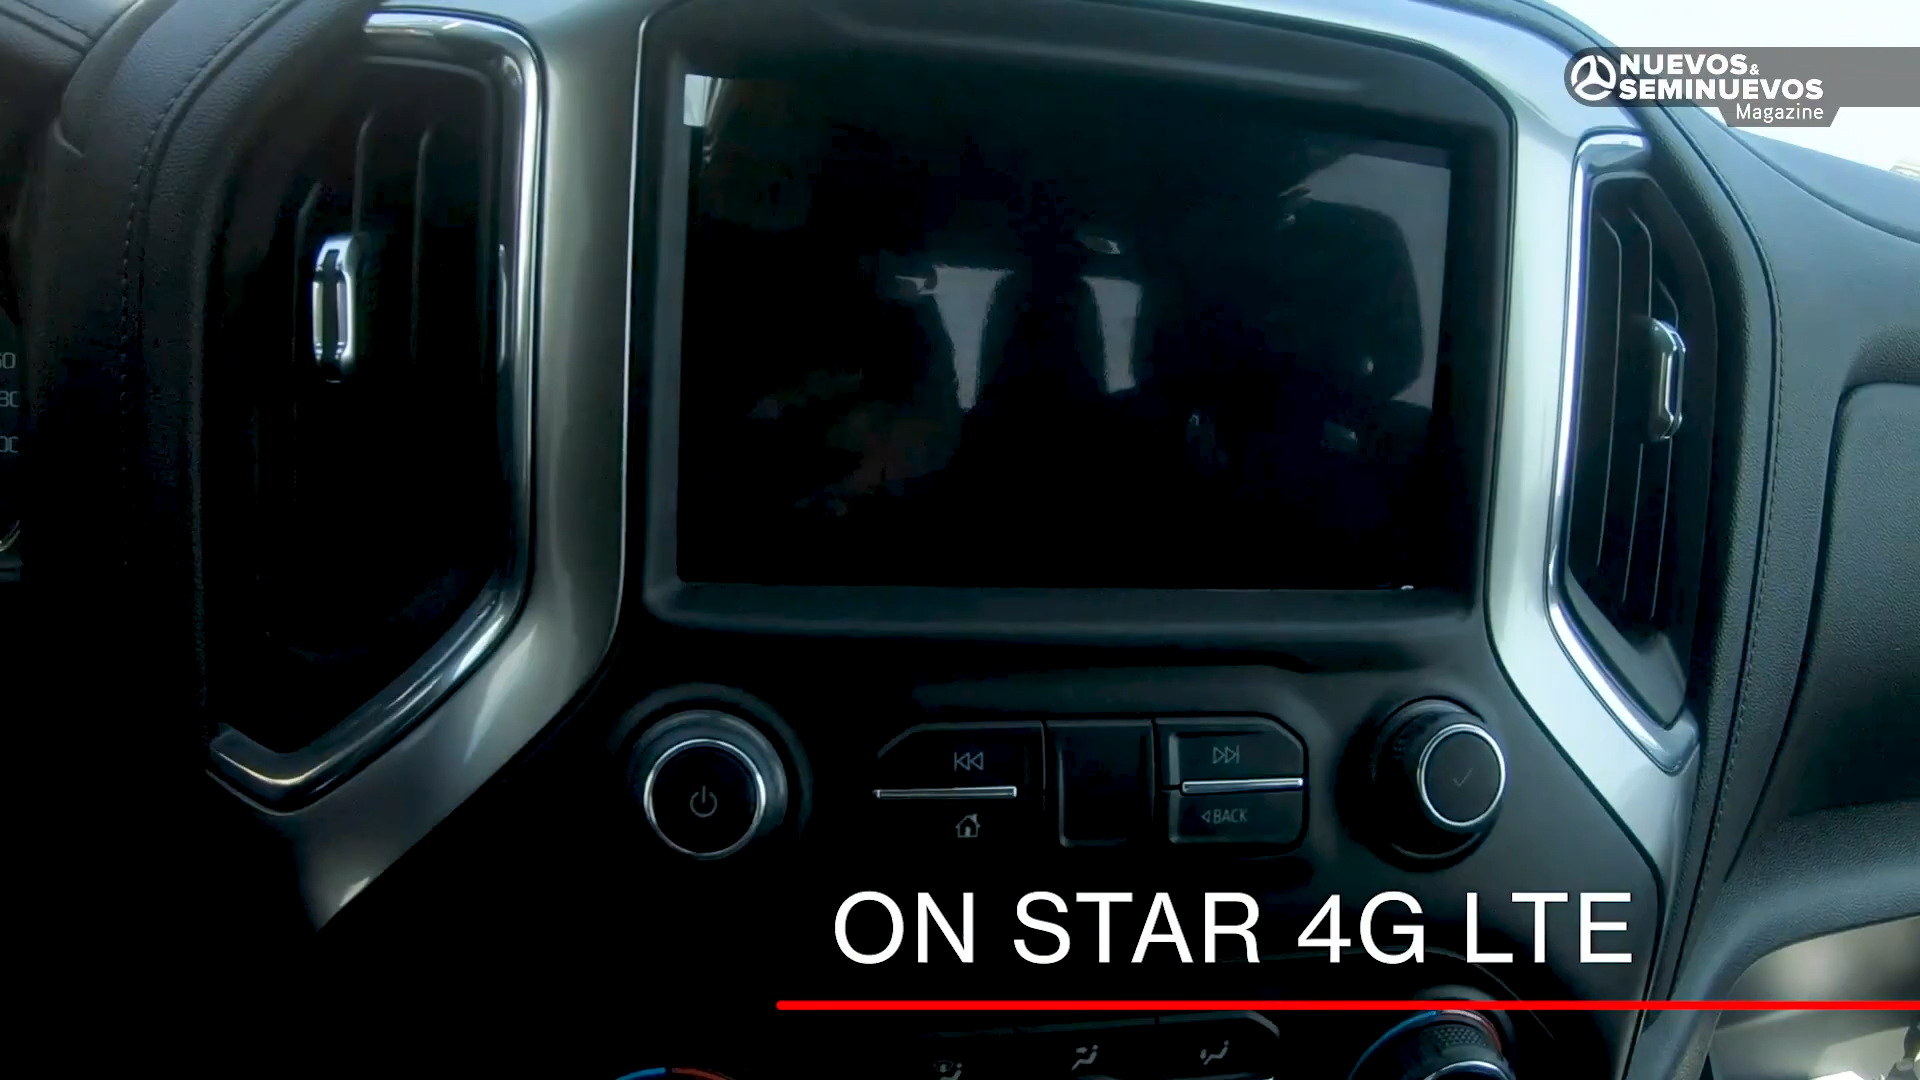 NUEVOS&
SEMINUEVOS
Magazine
BACK
ON STAR 4G LTE